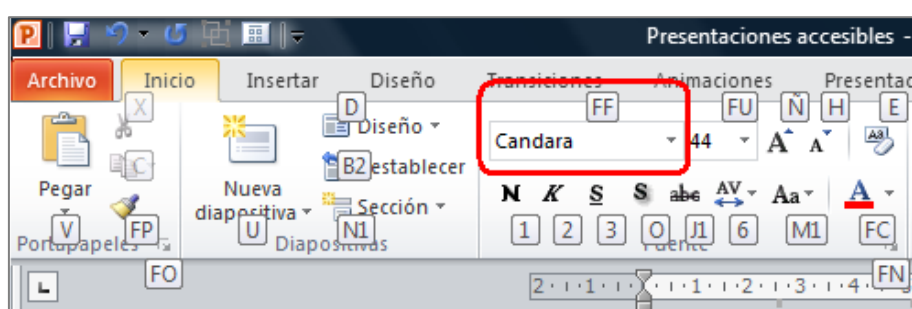 Presentaciones accesibles -
Archivo Inicio Insertar Diseño Transiciones Animaciones Presentac
X D FF FU Ñ H E
Diseño
Candara 44 A A Aa
C B2 establecer
Pegar Nueva diapositiva Sección
N K S S abc AV Aa A
V FP U N1 1 2 3 O J1 6 M1 FC
Portapapeles Diapositivas Fuente
FO FN
2 1 1 2 3 4